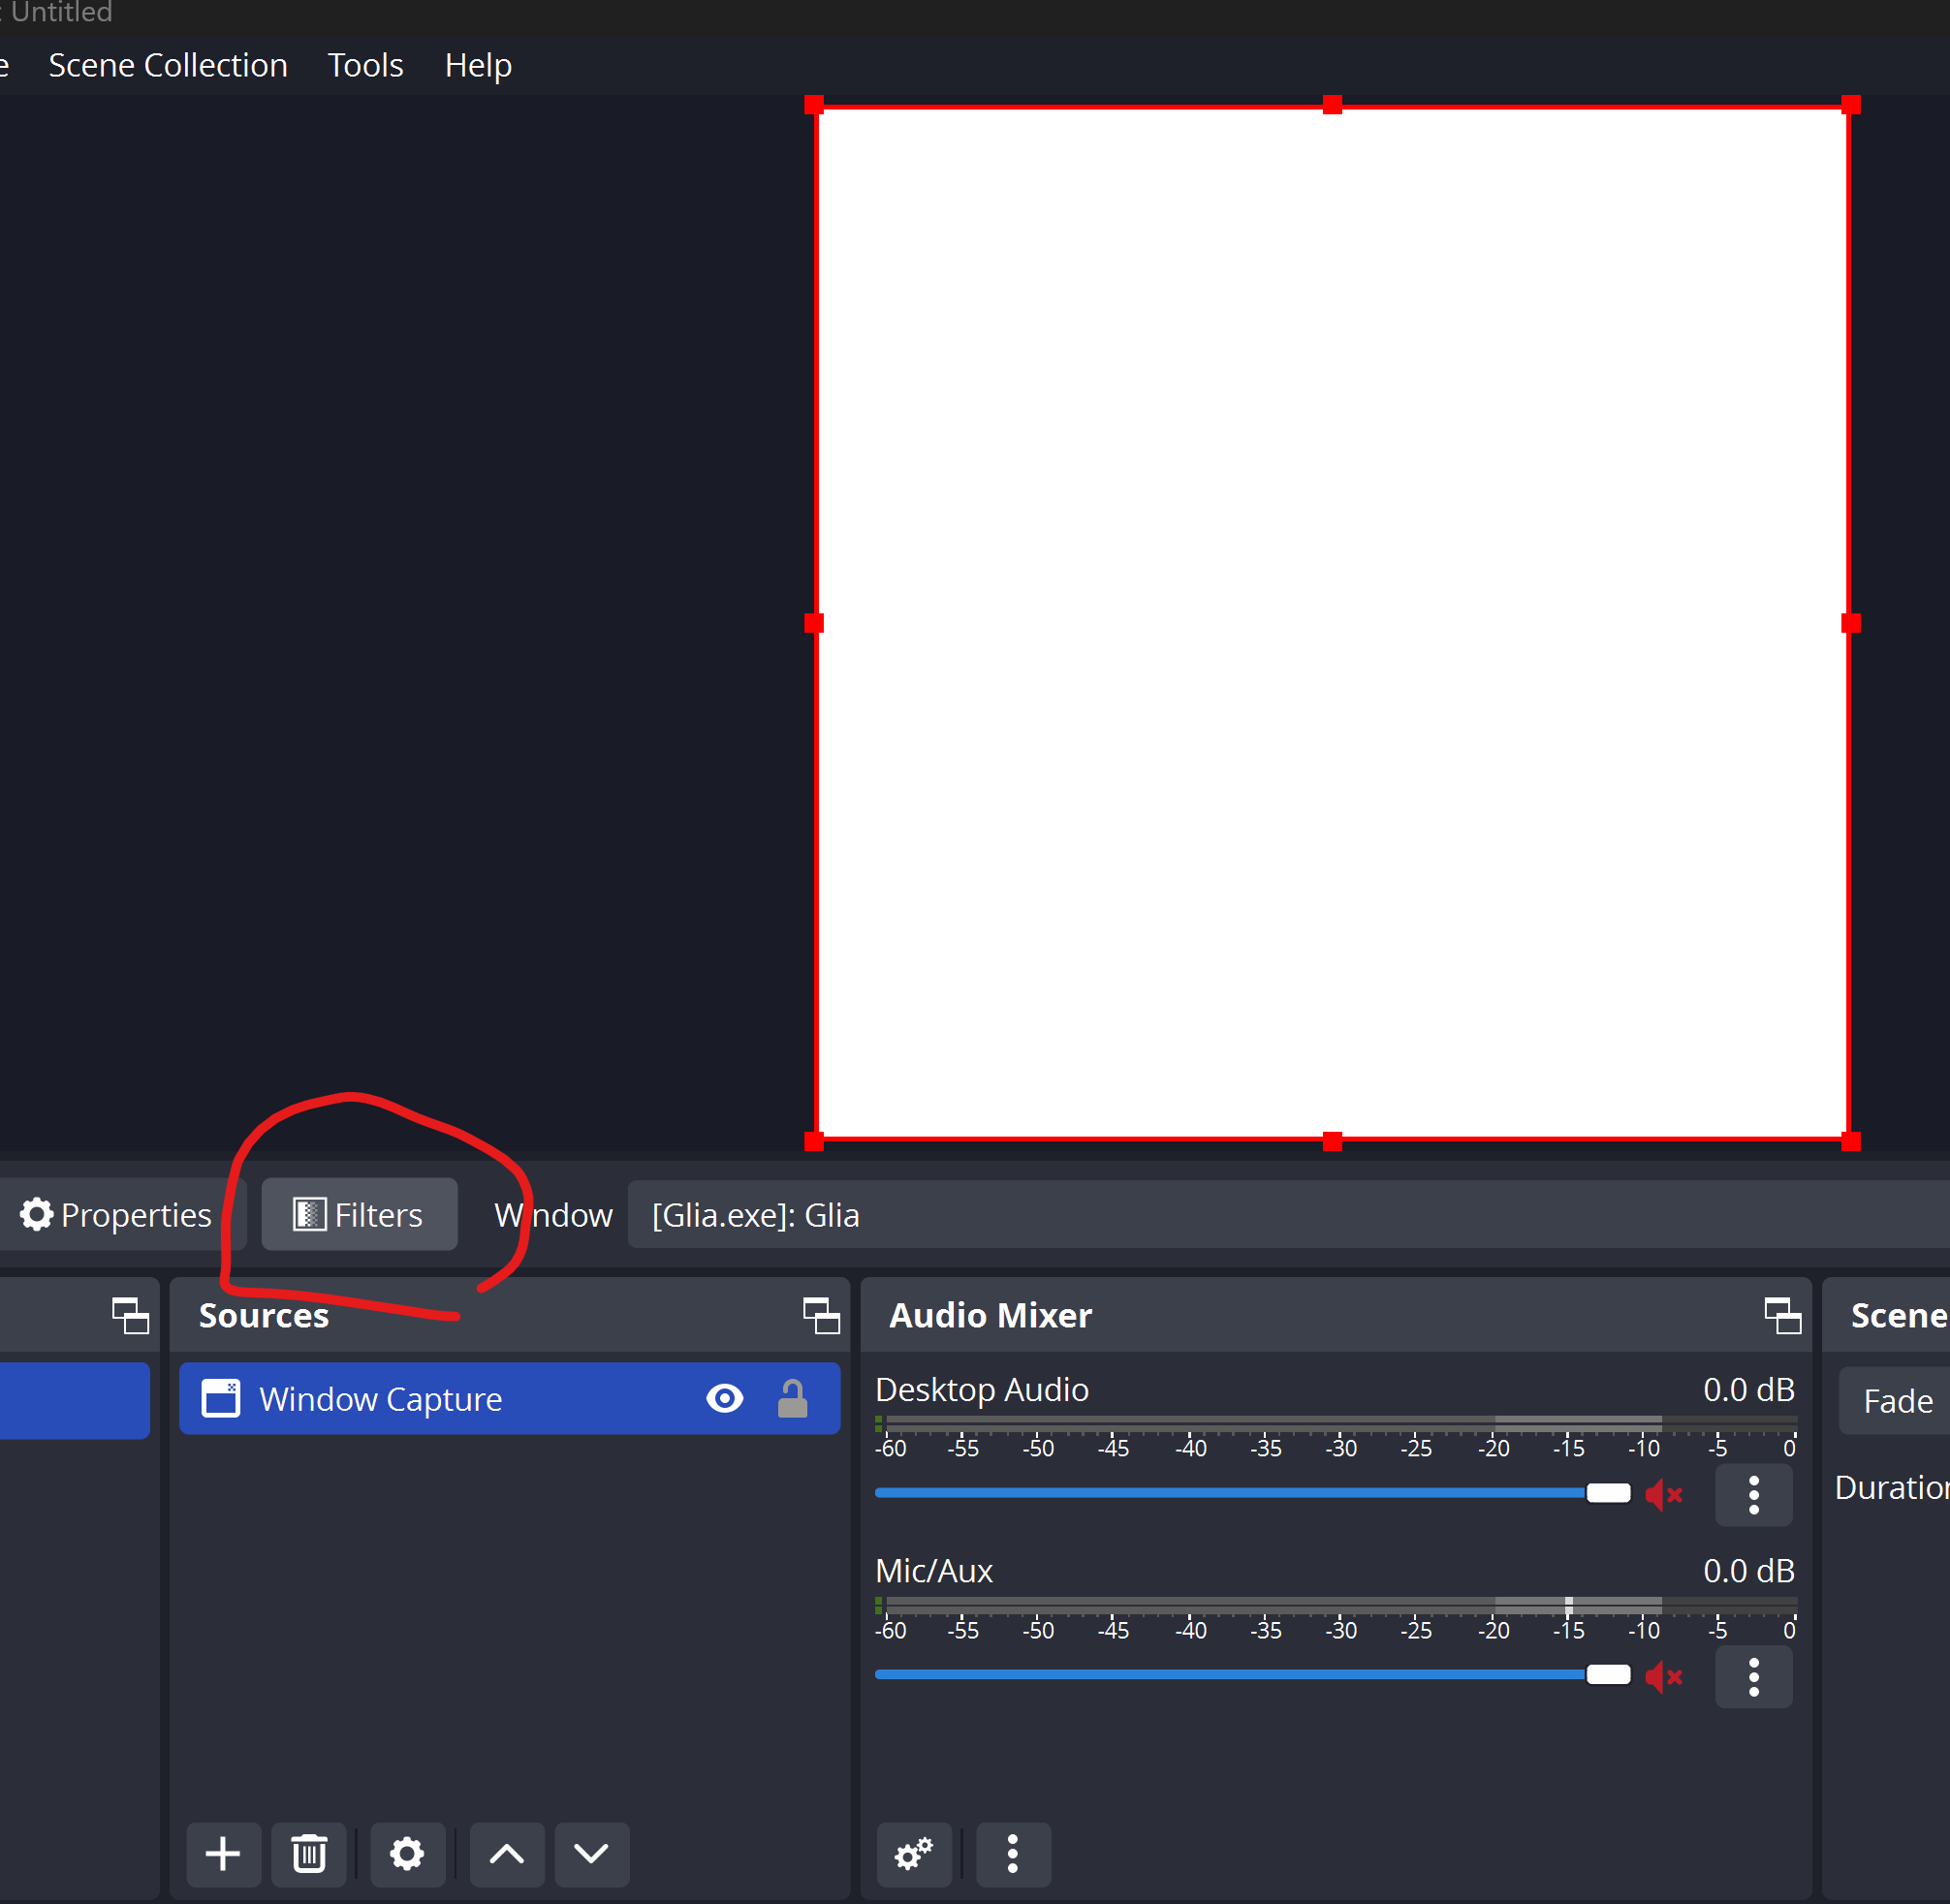 : Untitled
e Scene Collection Tools Help
Properties Filters Window [Glia.exe]: Glia
Sources
Window Capture
Audio Mixer
Desktop Audio 0.0 dB
-60 -55 -50 -45 -40 -35 -30 -25 -20 -15 -10 -5 0
Mic/Aux 0.0 dB
-60 -55 -50 -45 -40 -35 -30 -25 -20 -15 -10 -5 0
Scene
Fade
Duration